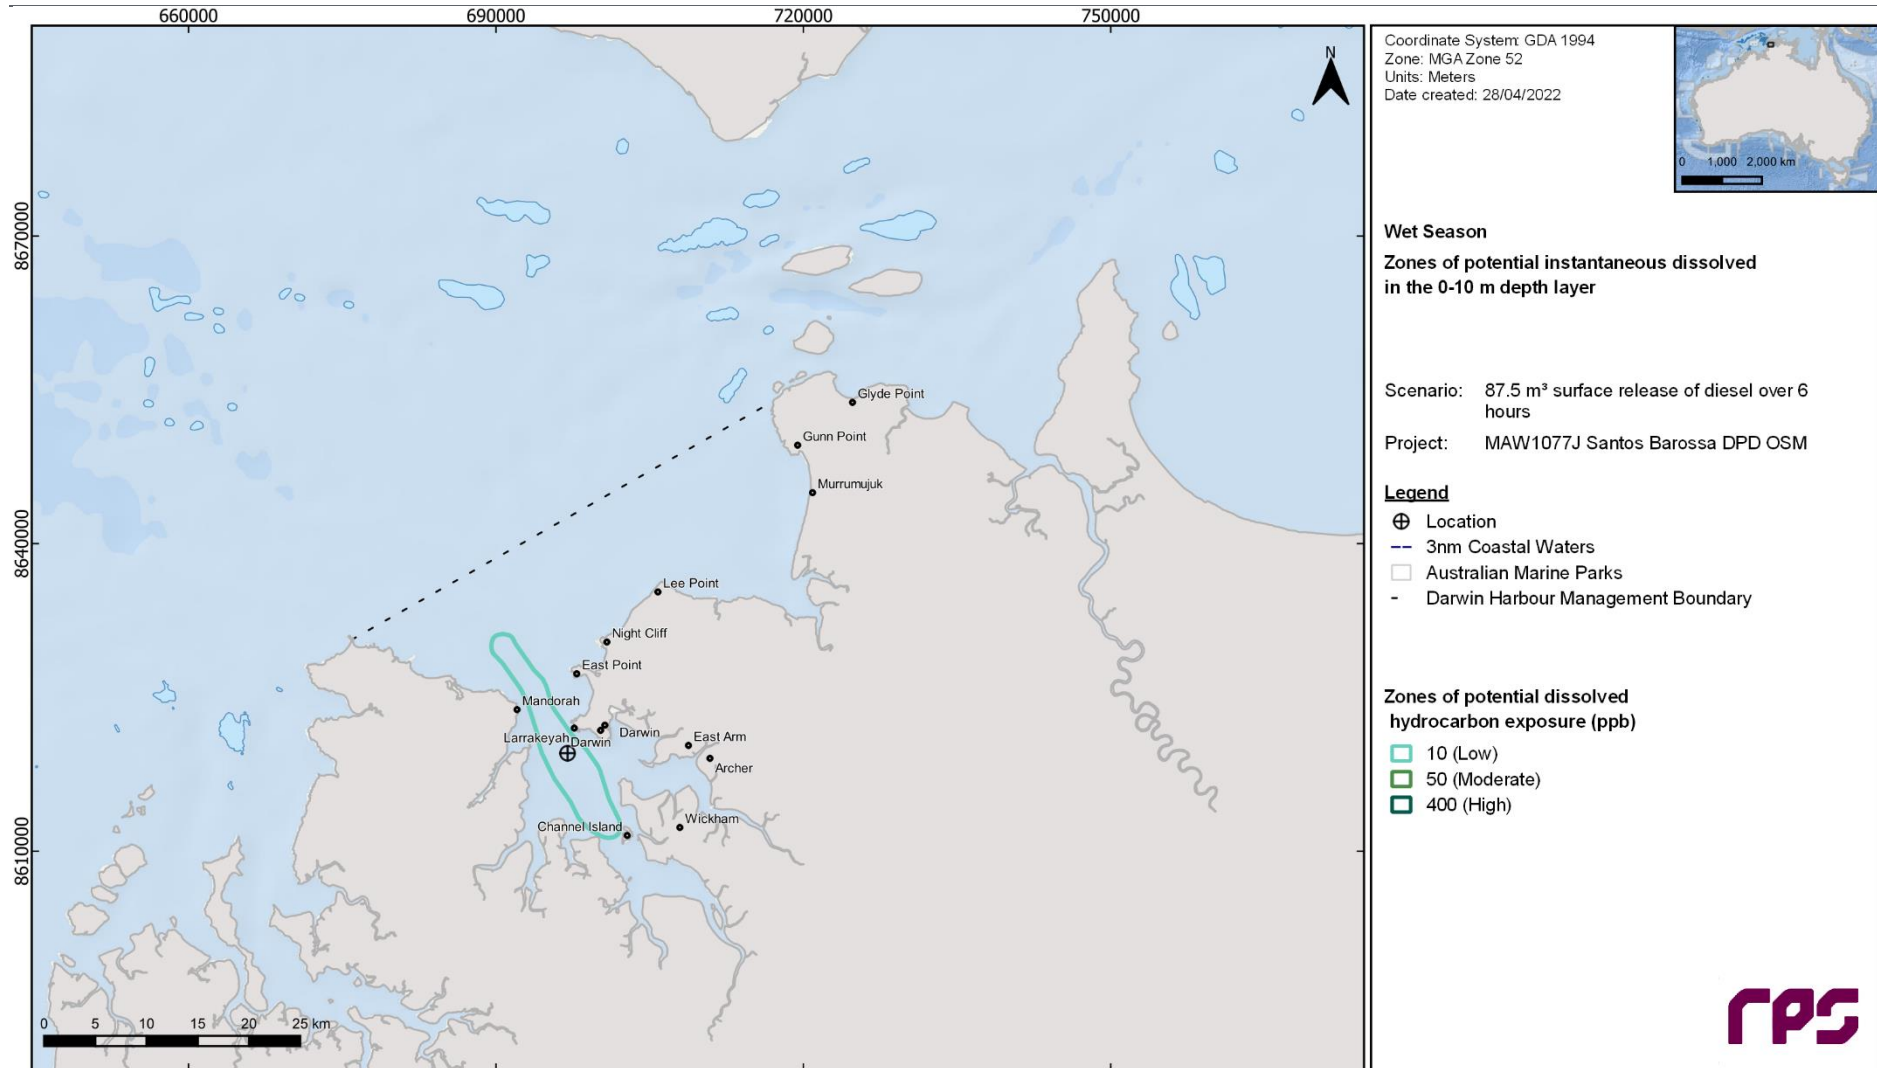 660000
690000
720000
750000
8670000
8640000
8610000
N
Glyde Point
Gunn Point
Murrumujuk
Lee Point
Night Cliff
East Point
Mandorah
Larrakeyah
Darwin
Darwin
East Arm
Archer
Channel Island
Wickham
0 5 10 15 20 25 km
Coordinate System: GDA 1994
Zone: MGA Zone 52
Units: Meters
Date created: 28/04/2022
0 1,000 2,000 km
Wet Season
Zones of potential instantaneous dissolved
in the 0-10 m depth layer
Scenario: 87.5 m³ surface release of diesel over 6
hours
Project: MAW1077J Santos Barossa DPD OSM
Legend
Location
3nm Coastal Waters
Australian Marine Parks
Darwin Harbour Management Boundary
Zones of potential dissolved
hydrocarbon exposure (ppb)
10 (Low)
50 (Moderate)
400 (High)
rps